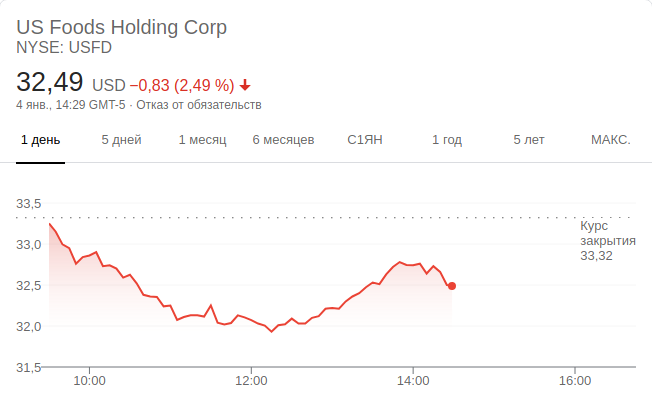 US Foods Holding Corp
NYSE: USFD
32,49 USD −0,83 (2,49 %)
4 янв., 14:29 GMT-5 · Отказ от обязательств
1 день 5 дней 1 месяц 6 месяцев С1ЯН 1 год 5 лет МАКС.
33,5
Курс
закрытия
33,32
33,0
32,5
32,0
31,5
10:00 12:00 14:00 16:00